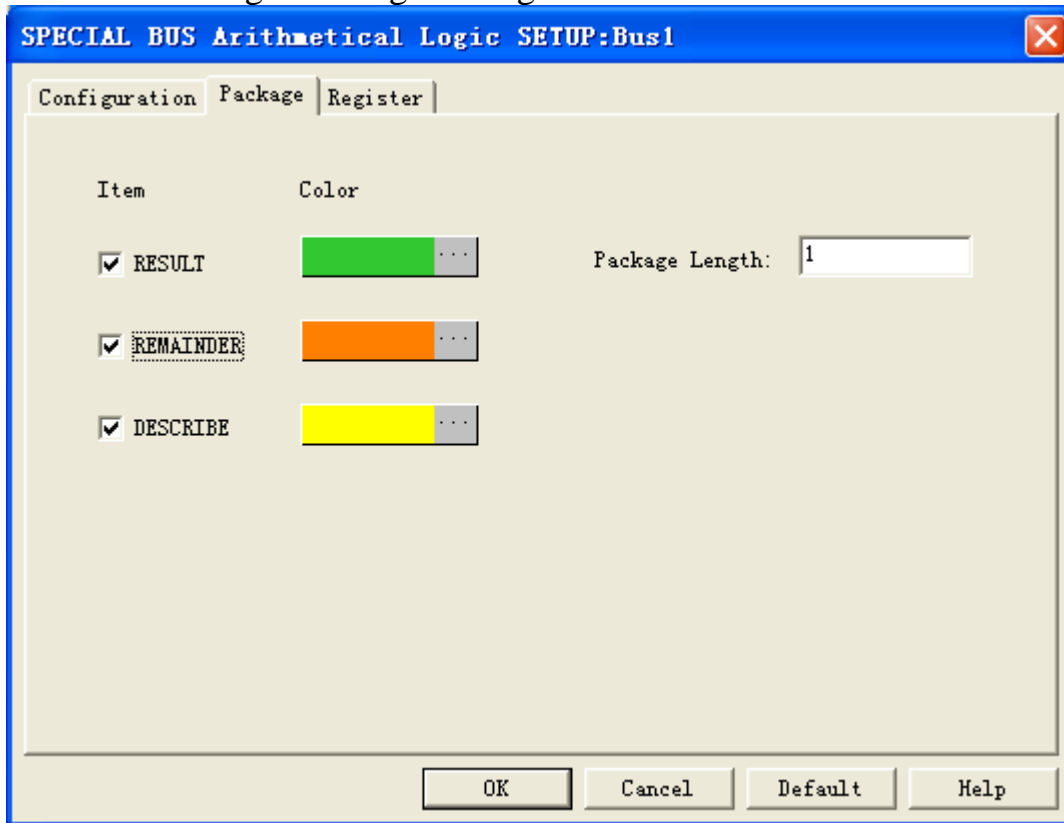 SPECIAL BUS Arithmetical Logic SETUP:Bus1
Configuration Package Register
Item Color
RESULT ... Package Length: 1
REMAINDER ...
DESCRIBE ...
OK Cancel Default Help